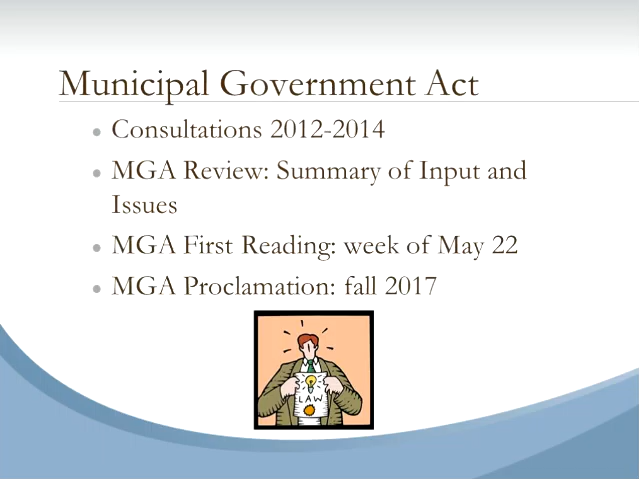 Municipal Government Act
Consultations 2012-2014
MGA Review: Summary of Input and
Issues
MGA First Reading: week of May 22
MGA Proclamation: fall 2017
LAW